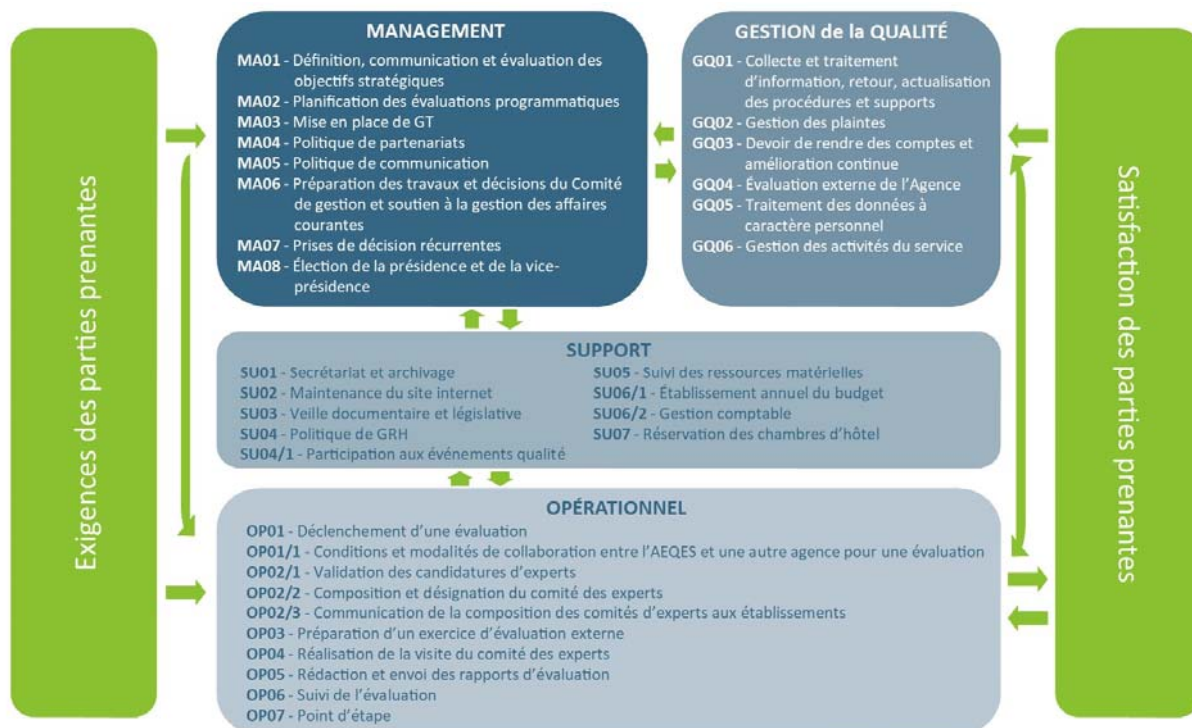 Exigences des parties prenantes
MANAGEMENT
MA01 - Définition, communication et évaluation des
objectifs stratégiques
MA02 - Planification des évaluations programmatiques
MA03 - Mise en place de GT
MA04 - Politique de partenariats
MA05 - Politique de communication
MA06 - Préparation des travaux et décisions du Comité
de gestion et soutien à la gestion des affaires
courantes
MA07 - Prises de décision récurrentes
MA08 - Élection de la présidence et de la vice-
présidence
GESTION de la QUALITÉ
GQ01 - Collecte et traitement
d'information, retour, actualisation
des procédures et supports
GQ02 - Gestion des plaintes
GQ03 - Devoir de rendre des comptes et
amélioration continue
GQ04 - Évaluation externe de l'Agence
GQ05 - Traitement des données à
caractère personnel
GQ06 - Gestion des activités du service
SUPPORT
SU01 - Secrétariat et archivage
SU02 - Maintenance du site internet
SU03 - Veille documentaire et législative
SU04 - Politique de GRH
SU04/1 - Participation aux événements qualité
SU05 - Suivi des ressources matérielles
SU06/1 - Établissement annuel du budget
SU06/2 - Gestion comptable
SU07 - Réservation des chambres d'hôtel
OPÉRATIONNEL
OP01 - Déclenchement d'une évaluation
OP01/1 - Conditions et modalités de collaboration entre l'AEQES et une autre agence pour une évaluation
OP02/1 - Validation des candidatures d'experts
OP02/2 - Composition et désignation du comité des experts
OP02/3 - Communication de la composition des comités d'experts aux établissements
OP03 - Préparation d'un exercice d'évaluation externe
OP04 - Réalisation de la visite du comité des experts
OP05 - Rédaction et envoi des rapports d'évaluation
OP06 - Suivi de l'évaluation
OP07 - Point d'étape
Satisfaction des parties prenantes